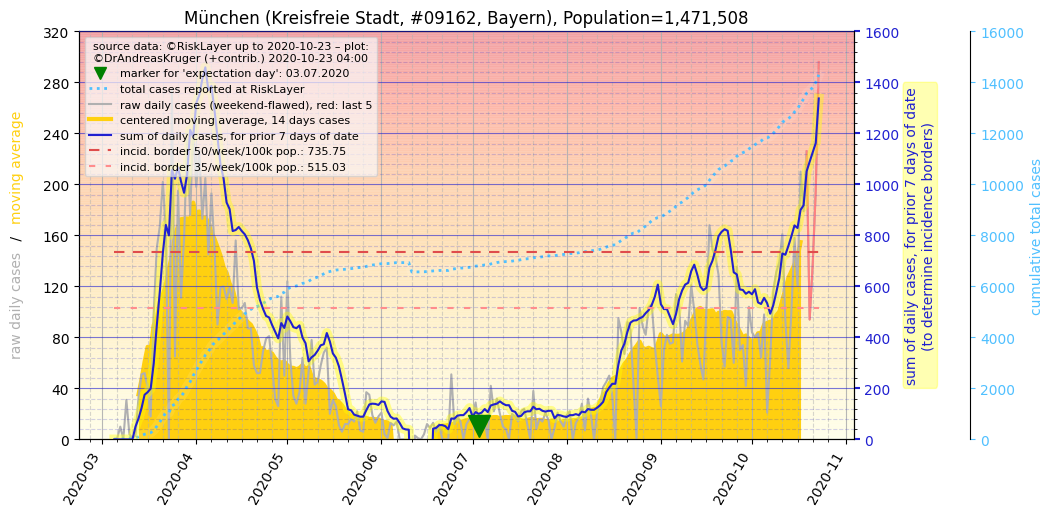 München (Kreisfreie Stadt, #09162, Bayern), Population=1,471,508
source data: ©RiskLayer up to 2020-10-23 – plot:
©DrAndreasKruger (+contrib.) 2020-10-23 04:00
marker for 'expectation day': 03.07.2020
total cases reported at RiskLayer
raw daily cases (weekend-flawed), red: last 5
centered moving average, 14 days cases
sum of daily cases, for prior 7 days of date
incid. border 50/week/100k pop.: 735.75
incid. border 35/week/100k pop.: 515.03
raw daily cases / moving average
320
280
240
200
160
120
80
40
0
2020-03
2020-04
2020-05
2020-06
2020-07
2020-08
2020-09
2020-10
2020-11
1600
1400
1200
1000
800
600
400
200
0
sum of daily cases, for prior 7 days of date
(to determine incidence borders)
16000
14000
12000
10000
8000
6000
4000
2000
0
cumulative total cases